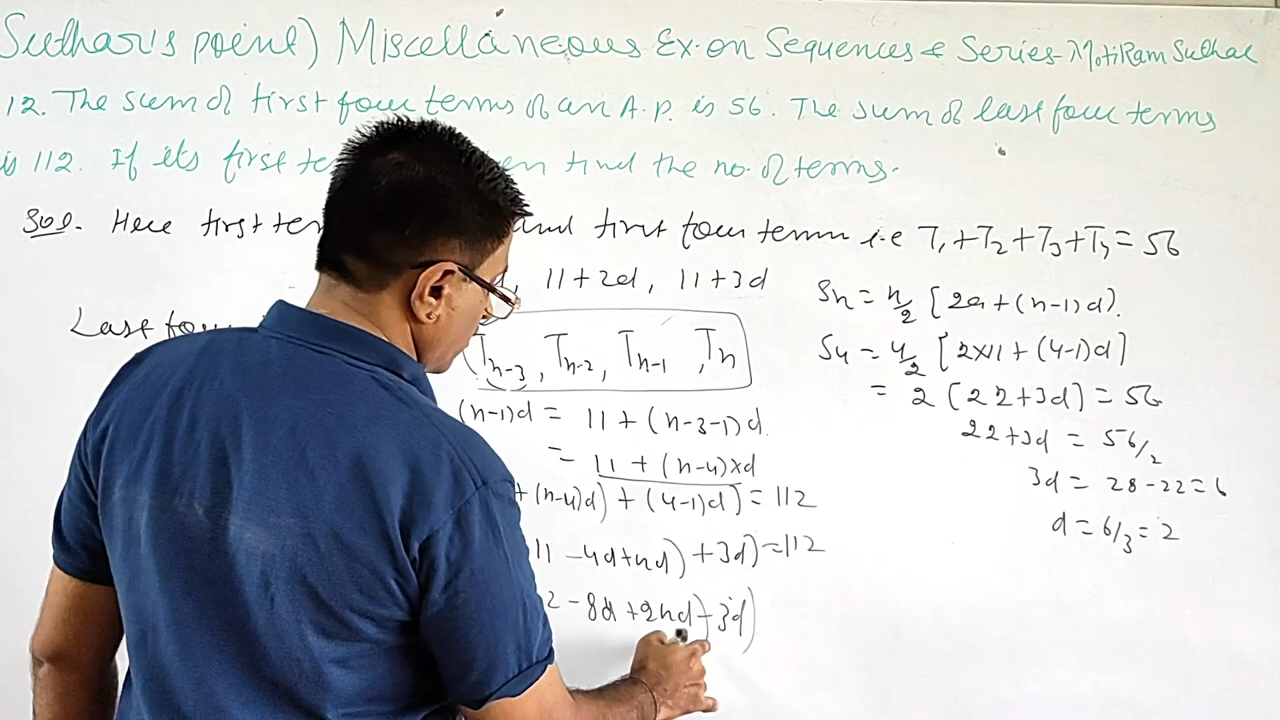 Suthar's point) Miscellaneous Ex. on Sequences & Series - MotiRam Suthar
12. The sum of first four terms of an A.P. is 56. The sum of last four terms
is 112. If its first find the no. of terms.
Sol. Here first and first four term i.e T₁+T₂+T₃+T₄=56
, 11+2d, 11+3d
Last
Tₙ₋₃, Tₙ₋₂, Tₙ₋₁, Tₙ
(n-1)d = 11+(n-3-1)d.
= 11+(n-4)×d
+(n-4)d)+(4-1)d)=112
11-4d+nd)+3d)=112
2-8d+2nd)+3d)
Sn = n/2 [2a+(n-1)d).
S4 = 4/2 [2×11+(4-1)d]
= 2(22+3d)=56
22+3d = 56/2
3d = 28-22=6
d=6/3=2